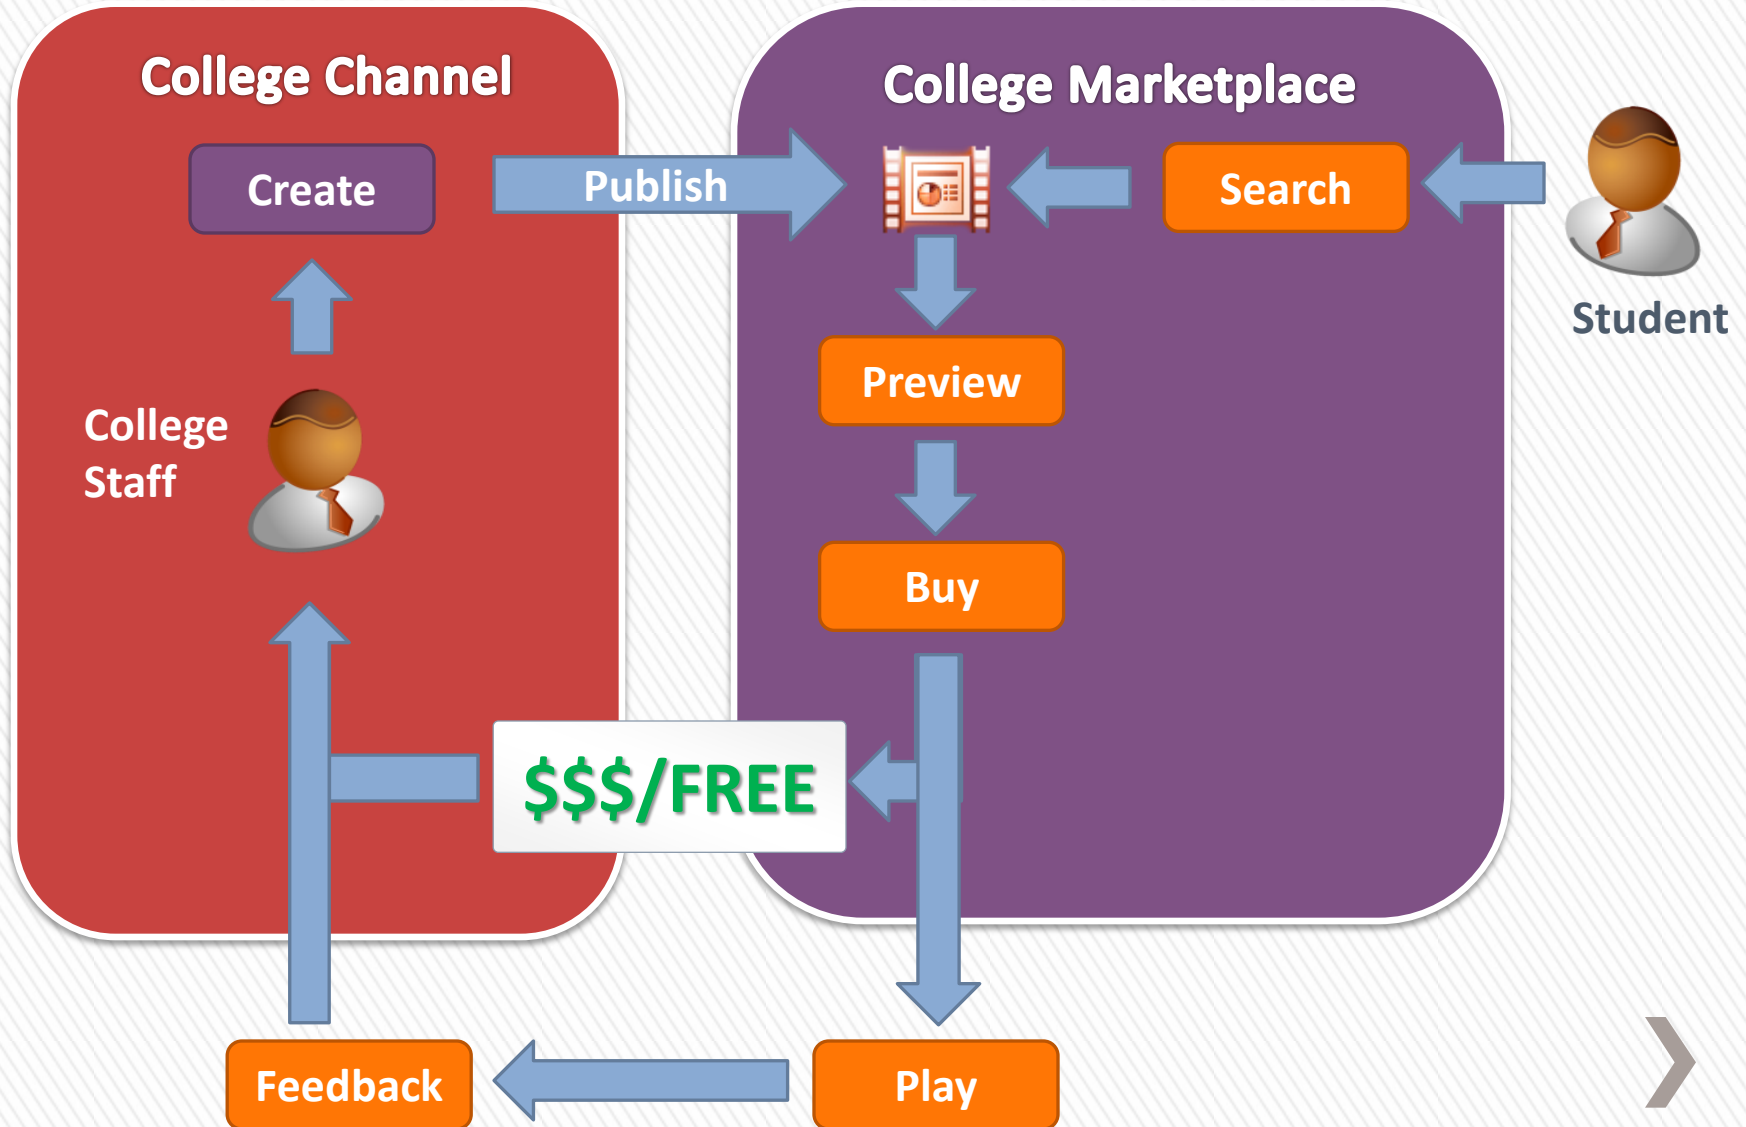 College Channel
College Marketplace
Create
Publish
Search
Student
Preview
College
Staff
Buy
$$$/FREE
Feedback
Play